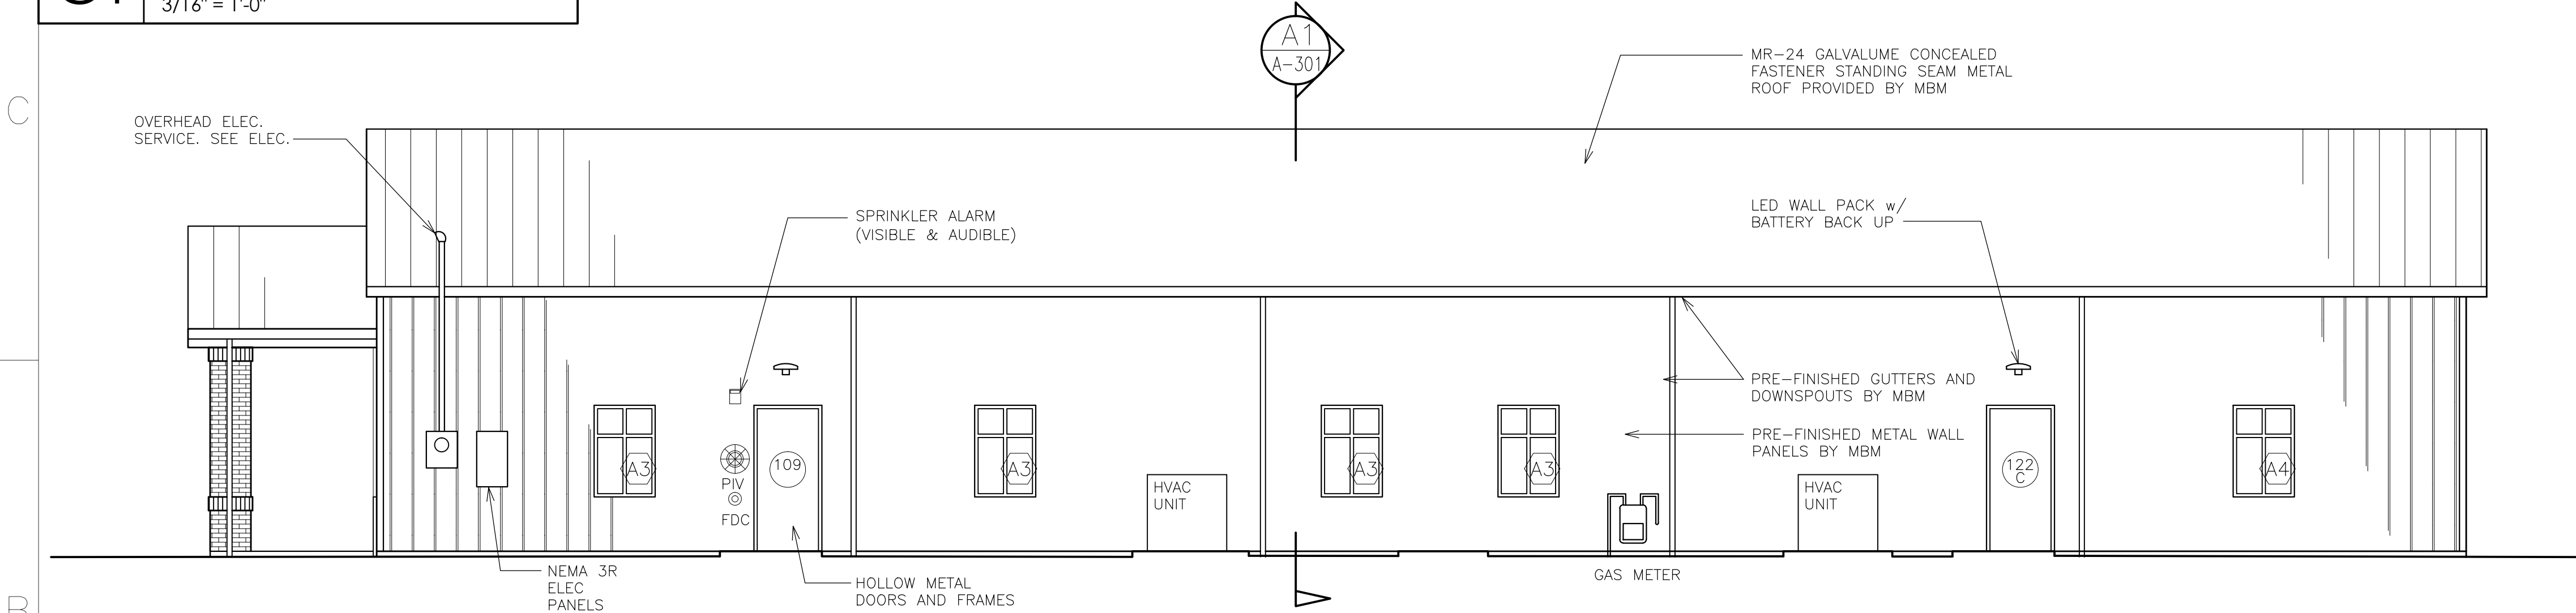 3/16" = 1'-0"
A1
A-301
C
MR-24 GALVALUME CONCEALED
FASTENER STANDING SEAM METAL
ROOF PROVIDED BY MBM
OVERHEAD ELEC.
SERVICE. SEE ELEC.
SPRINKLER ALARM
(VISIBLE & AUDIBLE)
LED WALL PACK w/
BATTERY BACK UP
PRE-FINISHED GUTTERS AND
DOWNSPOUTS BY MBM
PRE-FINISHED METAL WALL
PANELS BY MBM
A3
PIV
FDC
109
A3
HVAC
UNIT
A3
A3
HVAC
UNIT
122
C
A4
NEMA 3R
ELEC
PANELS
HOLLOW METAL
DOORS AND FRAMES
GAS METER
B